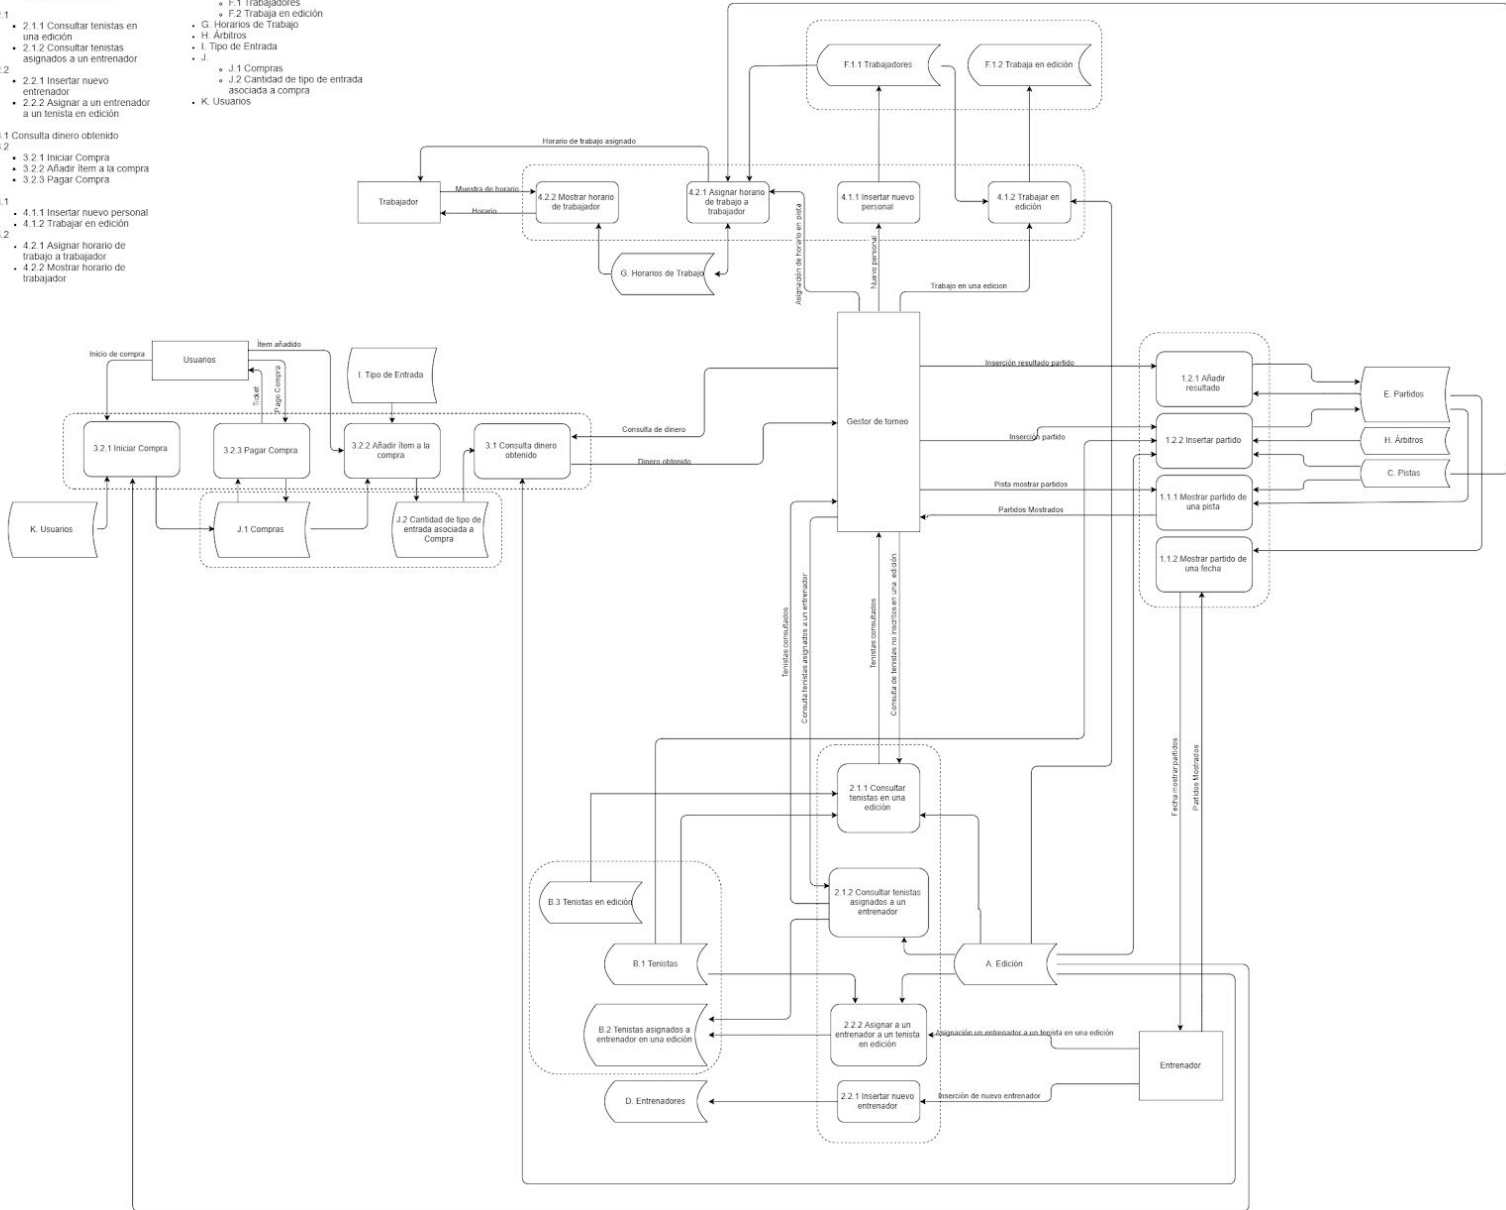 2.1.1 Consultar tenistas en
una edición
2.1.2 Consultar tenistas
asignados a un entrenador
2.2.1 Insertar nuevo
entrenador
2.2.2 Asignar a un entrenador
a un tenista en edición
.1 Consulta dinero obtenido
3.2.1 Iniciar Compra
3.2.2 Añadir ítem a la compra
3.2.3 Pagar Compra
4.1.1 Insertar nuevo personal
4.1.2 Trabajar en edición
4.2.1 Asignar horario de
trabajo a trabajador
4.2.2 Mostrar horario de
trabajador
F.1 Trabajadores
F.2 Trabaja en edición
G. Horarios de Trabajo
H. Árbitros
I. Tipo de Entrada
J.
J.1 Compras
J.2 Cantidad de tipo de entrada
asociada a compra
K. Usuarios
F.1.1 Trabajadores
F.1.2 Trabaja en edición
Horario de trabajo asignado
Trabajador
Muestra de horario
Horario
4.2.2 Mostrar horario
de trabajador
4.2.1 Asignar horario
de trabajo a
trabajador
4.1.1 Insertar nuevo
personal
4.1.2 Trabajar en
edición
G. Horarios de Trabajo
Asignación de horario en pista
Nuevo personal
Trabajo en una edicion
Inicio de compra
Usuarios
Ítem añadido
Ticket
Pago Compra
I. Tipo de Entrada
3.2.1 Iniciar Compra
3.2.3 Pagar Compra
3.2.2 Añadir ítem a la
compra
3.1 Consulta dinero
obtenido
Consulta de dinero
Dinero obtenido
K. Usuarios
J.1 Compras
J.2 Cantidad de tipo de
entrada asociada a
Compra
Gestor de torneo
Inserción resultado partido
Inserción partido
Pista mostrar partidos
Partidos Mostrados
1.2.1 Añadir
resultado
1.2.2 Insertar partido
1.1.1 Mostrar partido de
una pista
1.1.2 Mostrar partido de
una fecha
E. Partidos
H. Árbitros
C. Pistas
Tenistas consultados
Consulta tenistas asignados a un entrenador
Tenistas consultados
Consulta de tenistas no inscritos en una edición
Fecha mostrar partidos
Partidos Mostrados
2.1.1 Consultar
tenistas en una
edición
2.1.2 Consultar tenistas
asignados a un
entrenador
B.3 Tenistas en edición
B.1 Tenistas
A. Edición
B.2 Tenistas asignados a
entrenador en una edición
2.2.2 Asignar a un
entrenador a un tenista
en edición
Asignación un entrenador a un tenista en una edición
Entrenador
D. Entrenadores
2.2.1 Insertar nuevo
entrenador
Inserción de nuevo entrenador